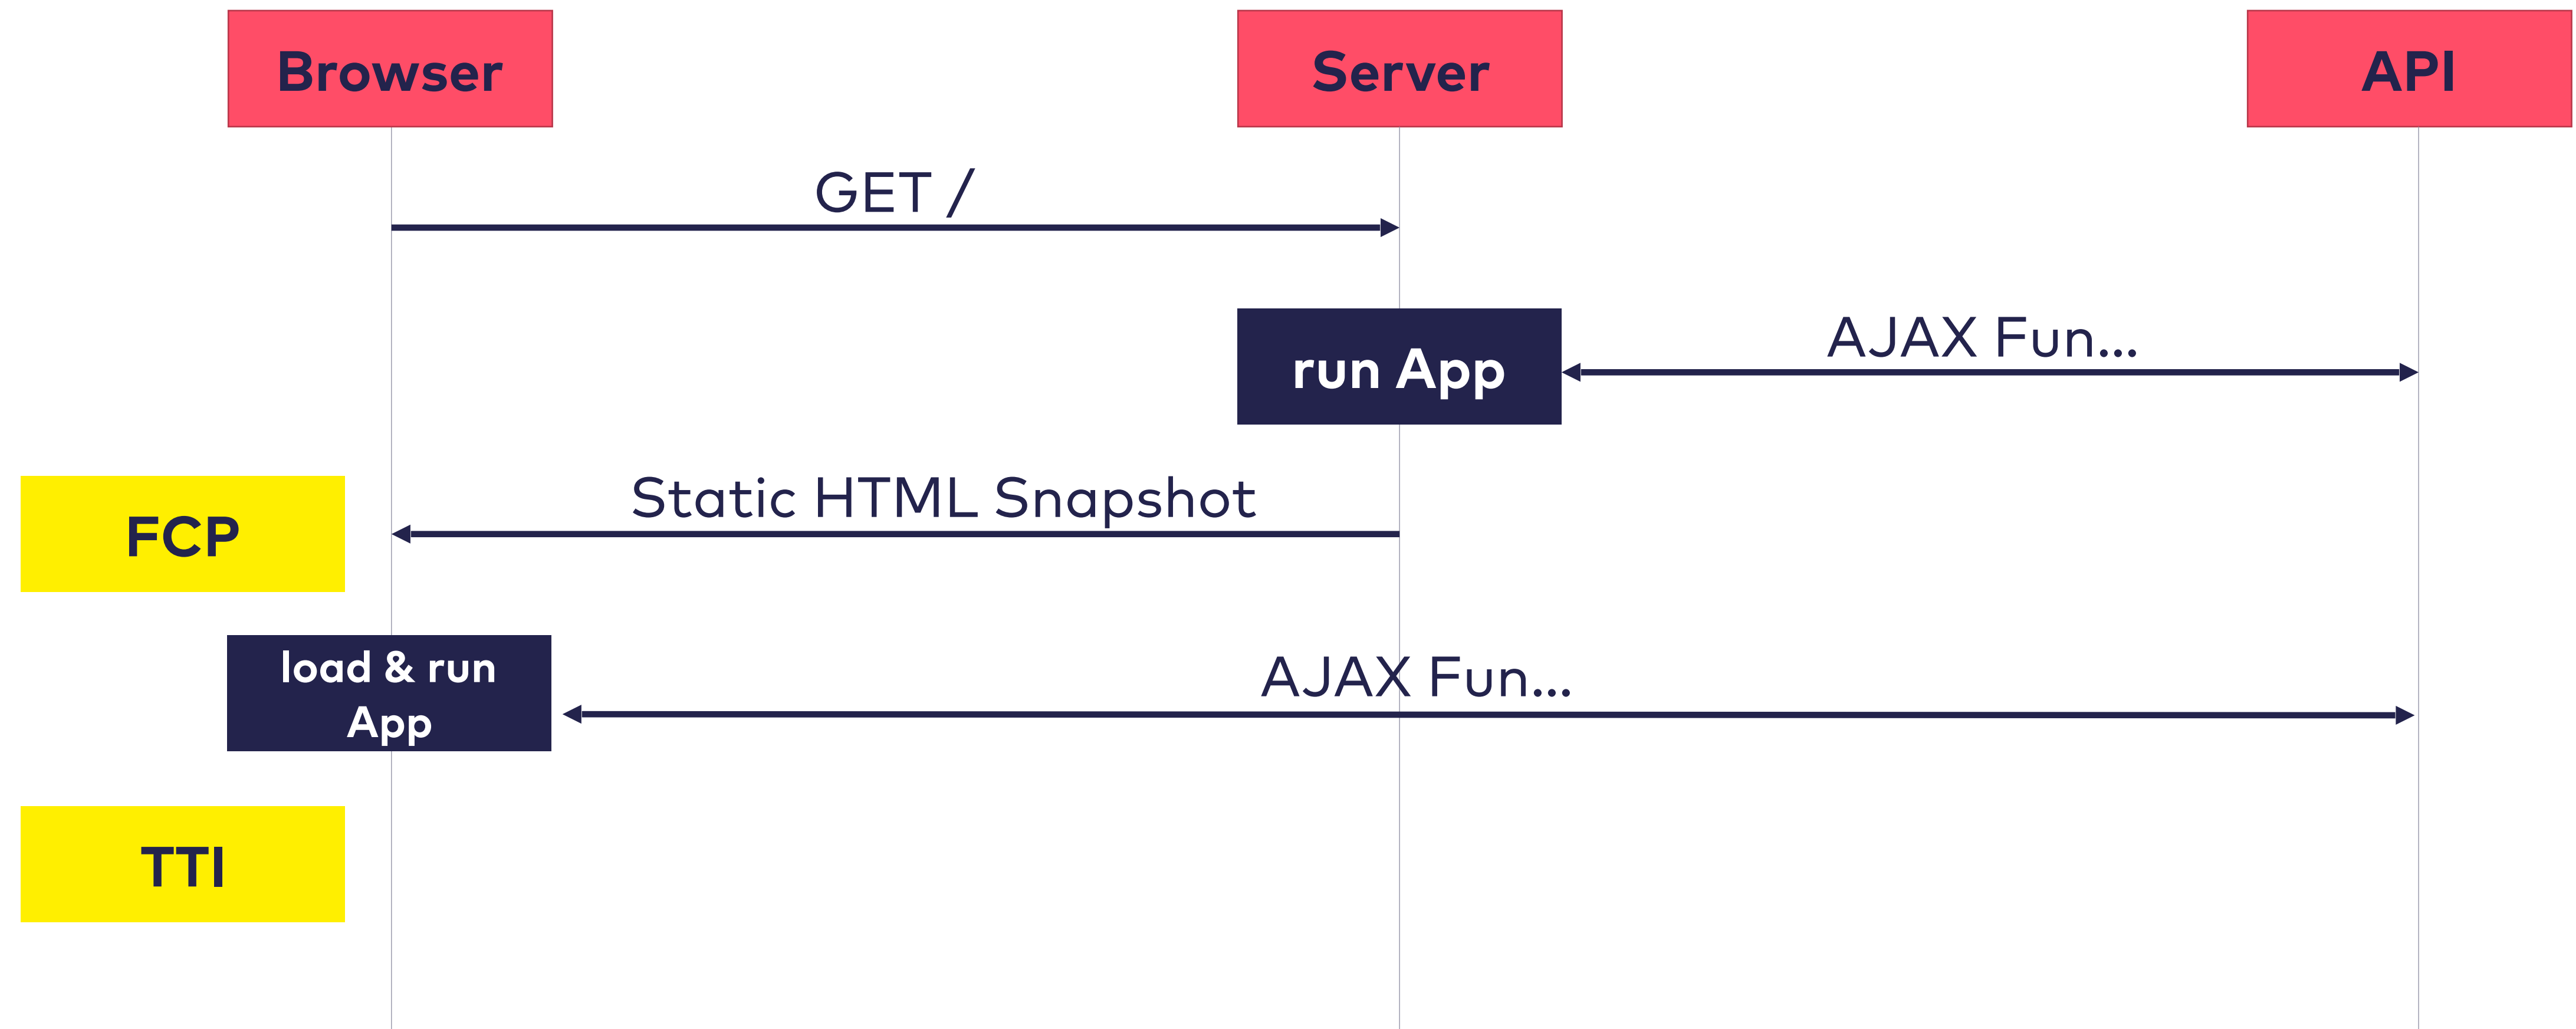 Browser
Server
API
GET /
run App
AJAX Fun...
Static HTML Snapshot
FCP
load & run
App
AJAX Fun...
TTI